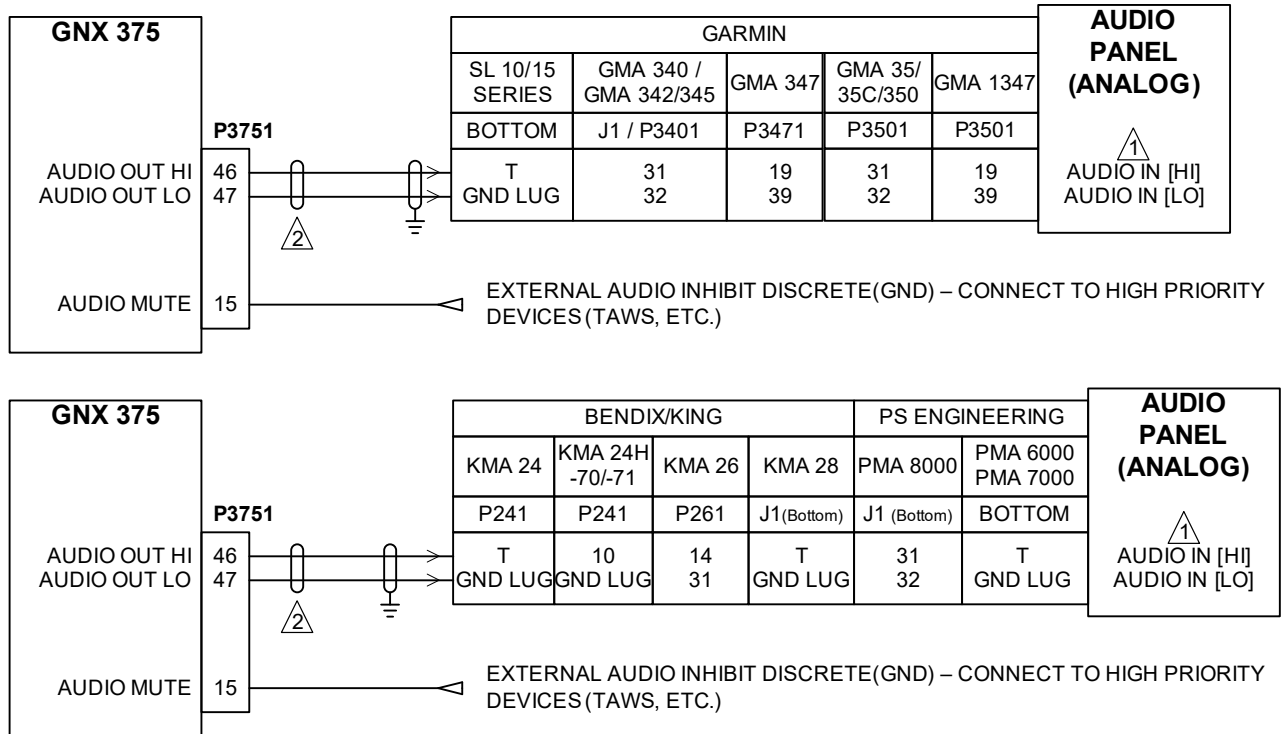 GNX 375
P3751
AUDIO OUT HI 46
AUDIO OUT LO 47
AUDIO MUTE 15
2
GARMIN
SL 10/15 SERIES
GMA 340 / GMA 342/345
GMA 347
GMA 35/ 35C/350
GMA 1347
BOTTOM J1 / P3401 P3471 P3501 P3501
T 31 19 31 19
GND LUG 32 39 32 39
AUDIO
PANEL
(ANALOG)
1
AUDIO IN [HI]
AUDIO IN [LO]
EXTERNAL AUDIO INHIBIT DISCRETE(GND) – CONNECT TO HIGH PRIORITY
DEVICES (TAWS, ETC.)
GNX 375
P3751
AUDIO OUT HI 46
AUDIO OUT LO 47
AUDIO MUTE 15
2
BENDIX/KING PS ENGINEERING
KMA 24
KMA 24H -70/-71
KMA 26
KMA 28
PMA 8000
PMA 6000 PMA 7000
P241 P241 P261 J1(Bottom) J1 (Bottom) BOTTOM
T 10 14 T 31 T
GND LUG GND LUG 31 GND LUG 32 GND LUG
AUDIO
PANEL
(ANALOG)
1
AUDIO IN [HI]
AUDIO IN [LO]
EXTERNAL AUDIO INHIBIT DISCRETE(GND) – CONNECT TO HIGH PRIORITY
DEVICES (TAWS, ETC.)